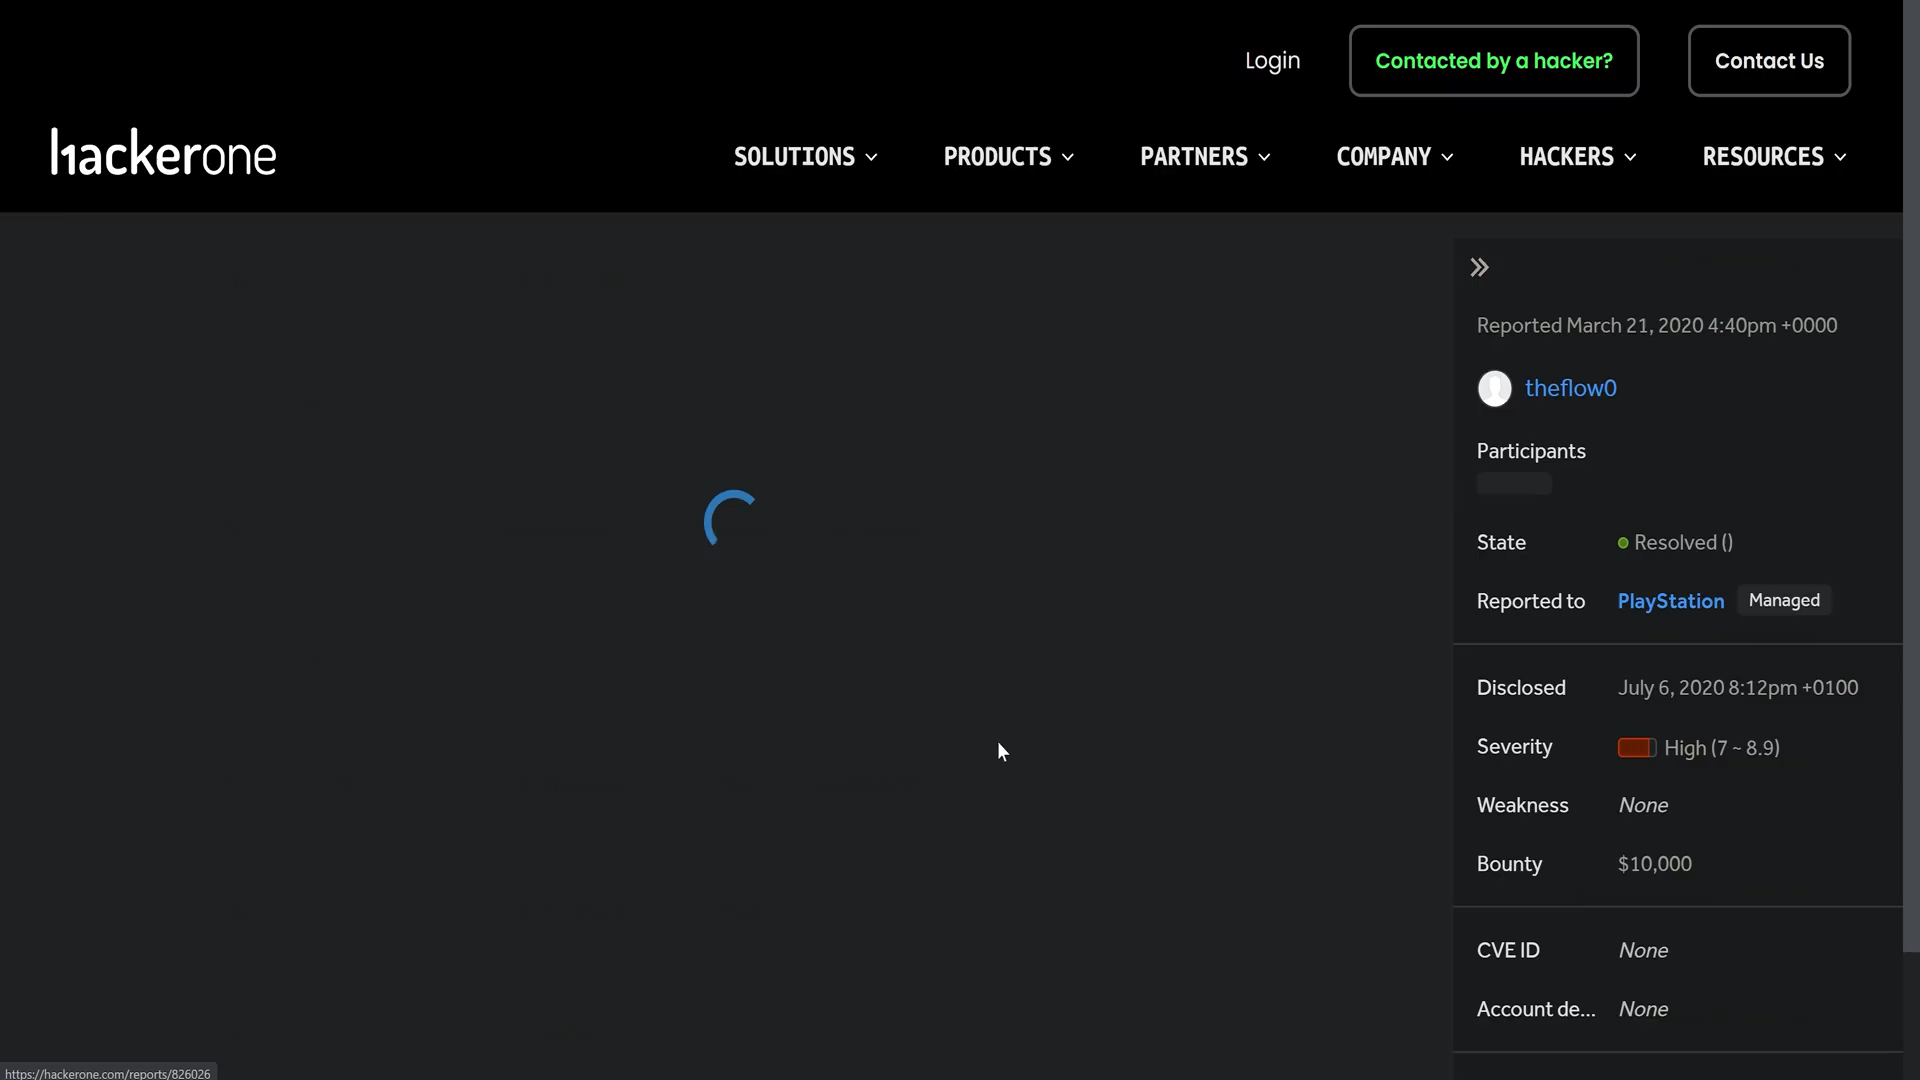 Login
Contacted by a hacker?
Contact Us
hackerone
SOLUTIONS
PRODUCTS
PARTNERS
COMPANY
HACKERS
RESOURCES
Reported March 21, 2020 4:40pm +0000
theflow0
Participants
State
Resolved ()
Reported to
PlayStation
Managed
Disclosed
July 6, 2020 8:12pm +0100
Severity
High (7 ~ 8.9)
Weakness
None
Bounty
$10,000
CVE ID
None
Account de...
None
https://hackerone.com/reports/826026